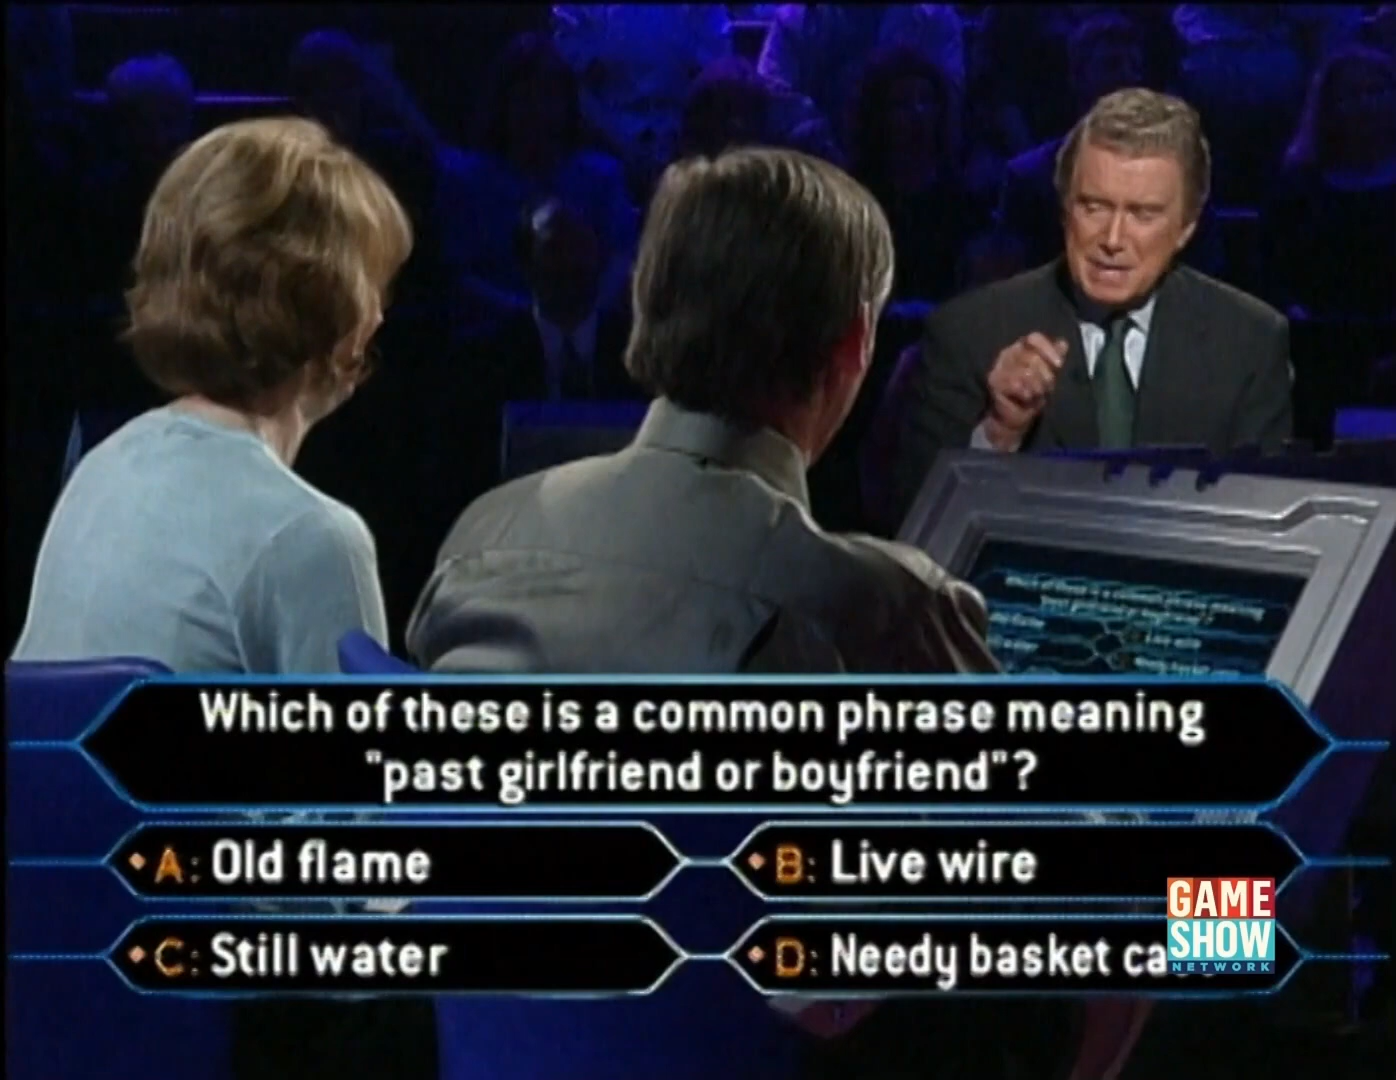 Which of these is a common phrase meaning
"past girlfriend or boyfriend"?
A: Old flame
B: Live wire
C: Still water
D: Needy basket ca
GAME
SHOW
NETWORK